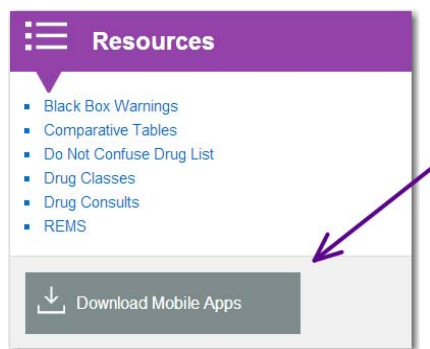 Resources
Black Box Warnings
Comparative Tables
Do Not Confuse Drug List
Drug Classes
Drug Consults
REMS
Download Mobile Apps